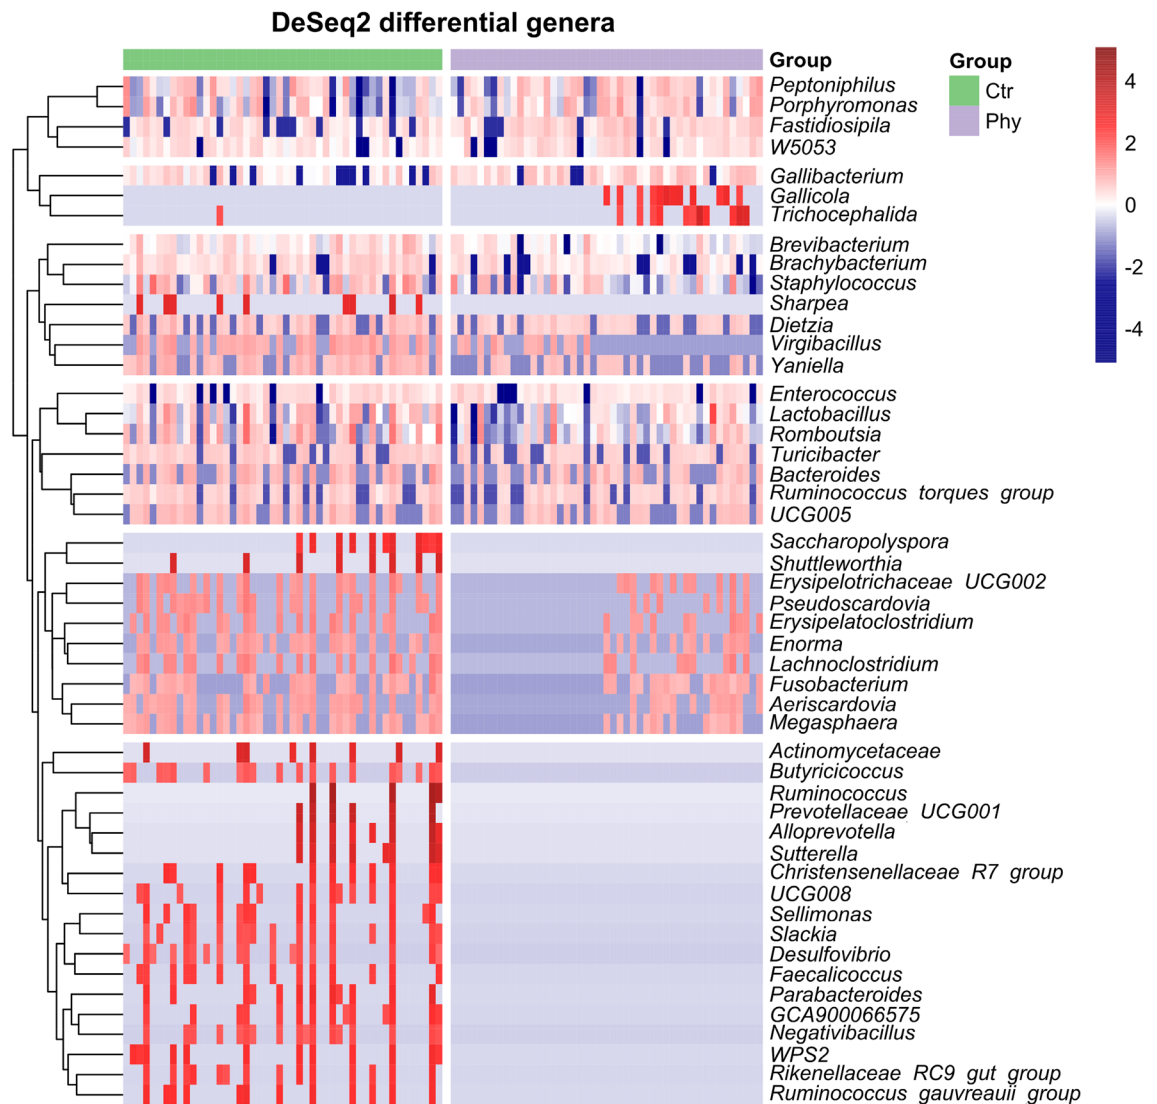 DeSeq2 differential genera
Group
Group
Ctr
Phy
4
2
0
-2
-4
Peptoniphilus
Porphyromonas
Fastidiosipila
W5053
Gallibacterium
Gallicola
Trichocephalida
Brevibacterium
Brachybacterium
Staphylococcus
Sharpea
Dietzia
Virgibacillus
Yaniella
Enterococcus
Lactobacillus
Romboutsia
Turicibacter
Bacteroides
Ruminococcus torques group
UCG005
Saccharopolyspora
Shuttleworthia
Erysipelotrichaceae UCG002
Pseudoscardovia
Erysipelatoclostridium
Enorma
Lachnoclostridium
Fusobacterium
Aeriscardovia
Megasphaera
Actinomycetaceae
Butyricicoccus
Ruminococcus
Prevotellaceae UCG001
Alloprevotella
Sutterella
Christensenellaceae R7 group
UCG008
Sellimonas
Slackia
Desulfovibrio
Faecalicoccus
Parabacteroides
GCA900066575
Negativibacillus
WPS2
Rikenellaceae RC9 gut group
Ruminococcus gauvreauii group